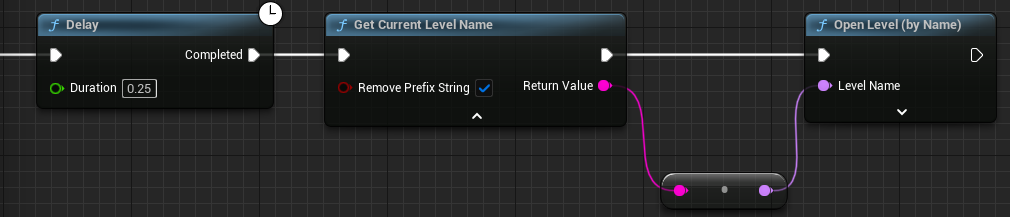 f Delay
Completed
Duration 0.25
f Get Current Level Name
Remove Prefix String
Return Value
f Open Level (by Name)
Level Name